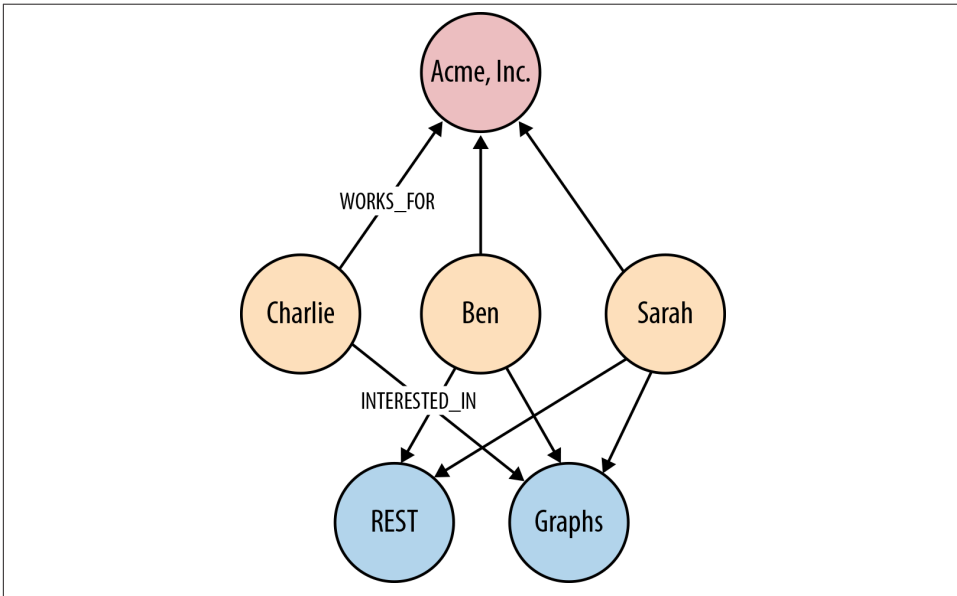 Acme, Inc.
WORKS_FOR
Charlie
Ben
Sarah
INTERESTED_IN
REST
Graphs